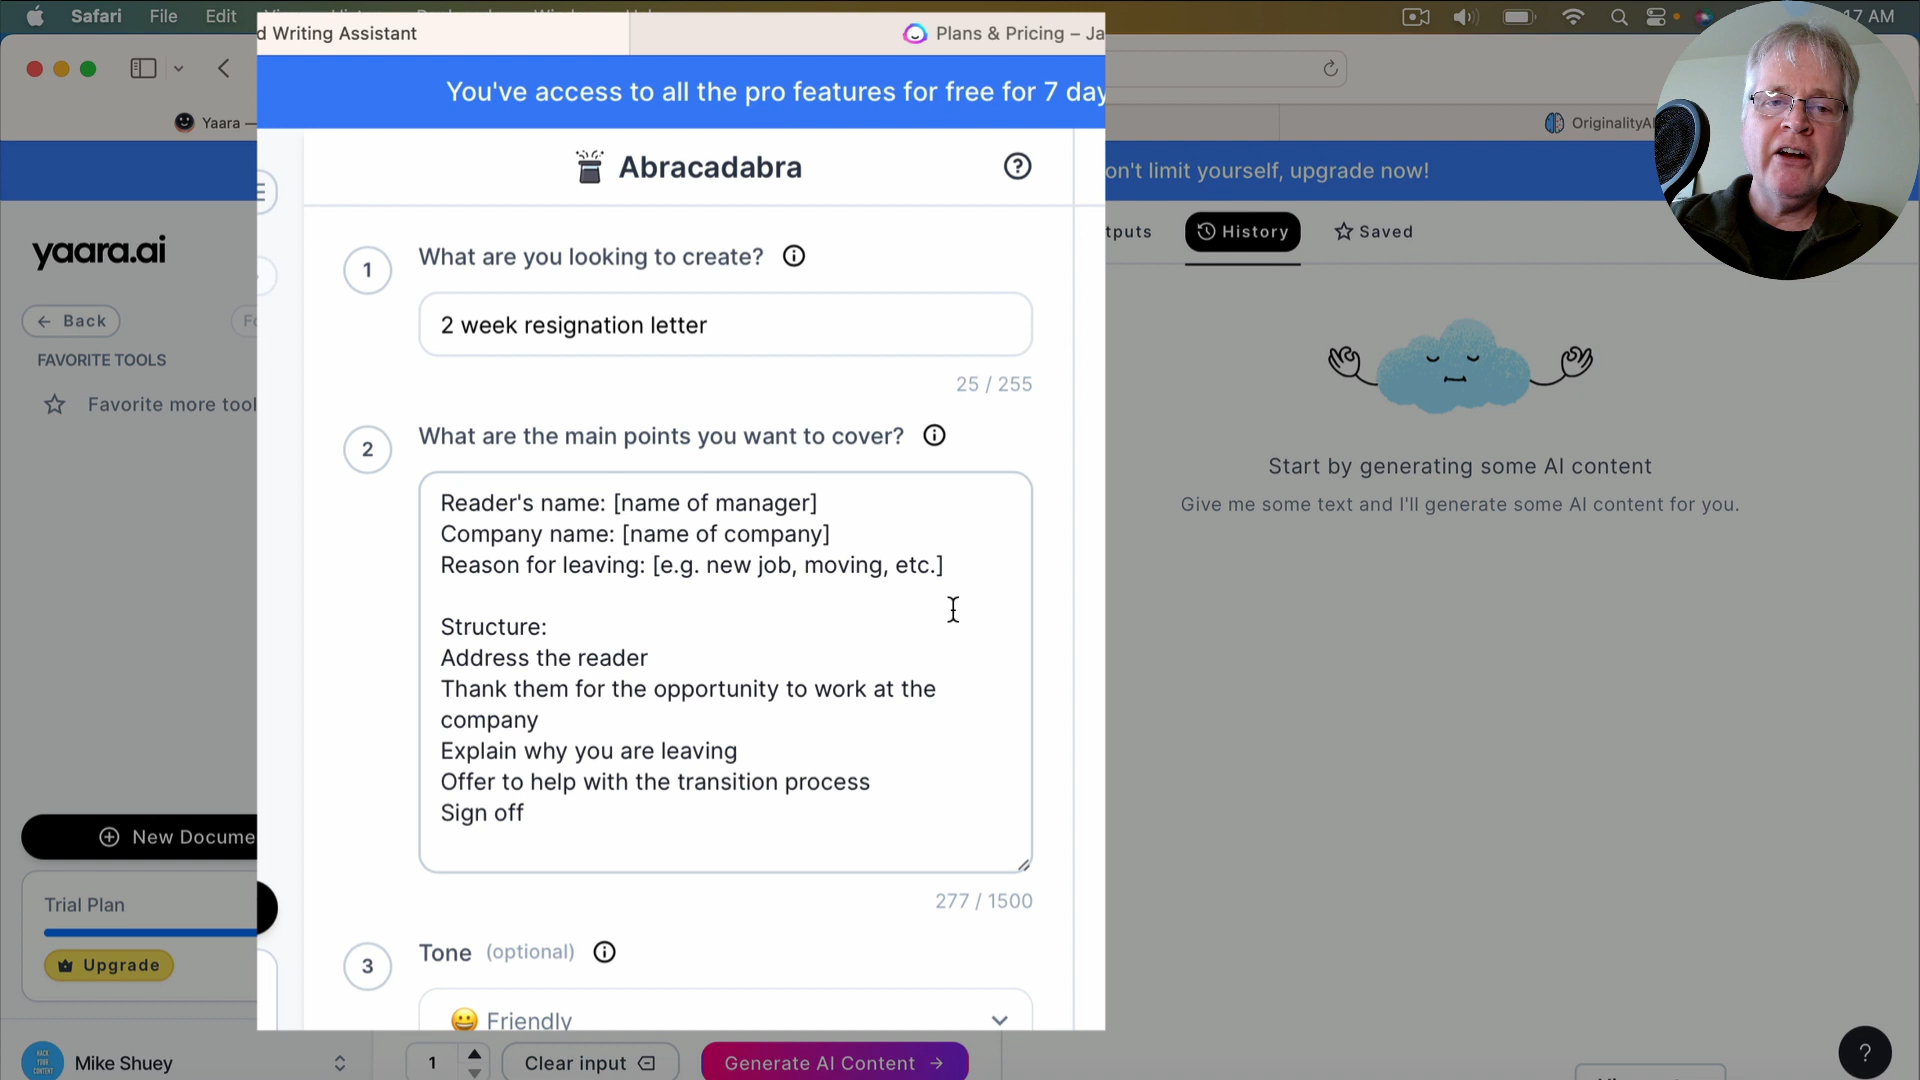 Safari File Edit
17 AM
d Writing Assistant
Plans & Pricing – Ja
Yaara —
OriginalityAI
You've access to all the pro features for free for 7 day
on't limit yourself, upgrade now!
yaara.ai
Abracadabra
tputs
History
Saved
Back
FAVORITE TOOLS
Favorite more tool
1
What are you looking to create?
2 week resignation letter
25 / 255
2
What are the main points you want to cover?
Reader's name: [name of manager]
Company name: [name of company]
Reason for leaving: [e.g. new job, moving, etc.]
Structure:
Address the reader
Thank them for the opportunity to work at the
company
Explain why you are leaving
Offer to help with the transition process
Sign off
277 / 1500
Start by generating some AI content
Give me some text and I'll generate some AI content for you.
New Docume
Trial Plan
Upgrade
3
Tone (optional)
Friendly
Mike Shuey
1
Clear input
Generate AI Content
?